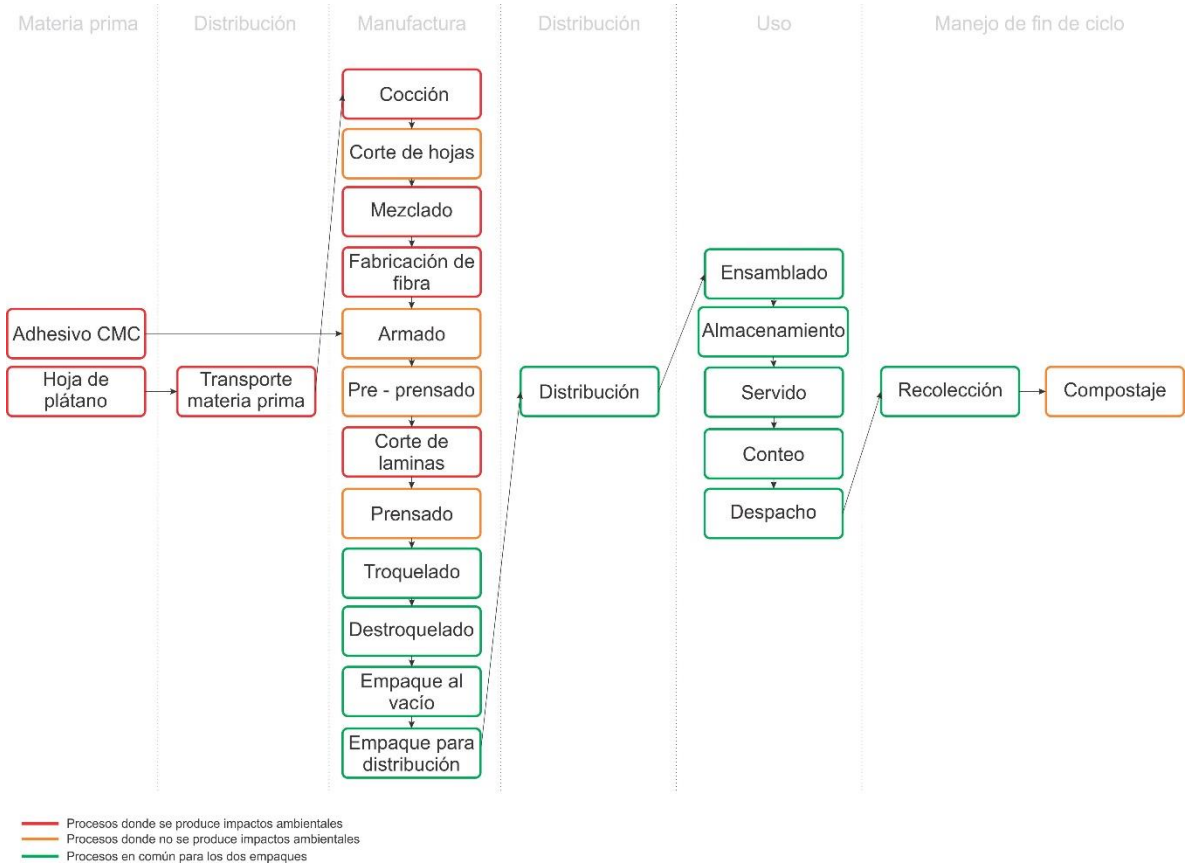 Materia prima
Distribución
Manufactura
Distribución
Uso
Manejo de fin de ciclo
Adhesivo CMC
Hoja de
plátano
Transporte
materia prima
Cocción
Corte de hojas
Mezclado
Fabricación de
fibra
Armado
Pre - prensado
Corte de
laminas
Prensado
Troquelado
Destroquelado
Empaque al
vacío
Empaque para
distribución
Distribución
Ensamblado
Almacenamiento
Servido
Conteo
Despacho
Recolección
Compostaje
Procesos donde se produce impactos ambientales
Procesos donde no se produce impactos ambientales
Procesos en común para los dos empaques